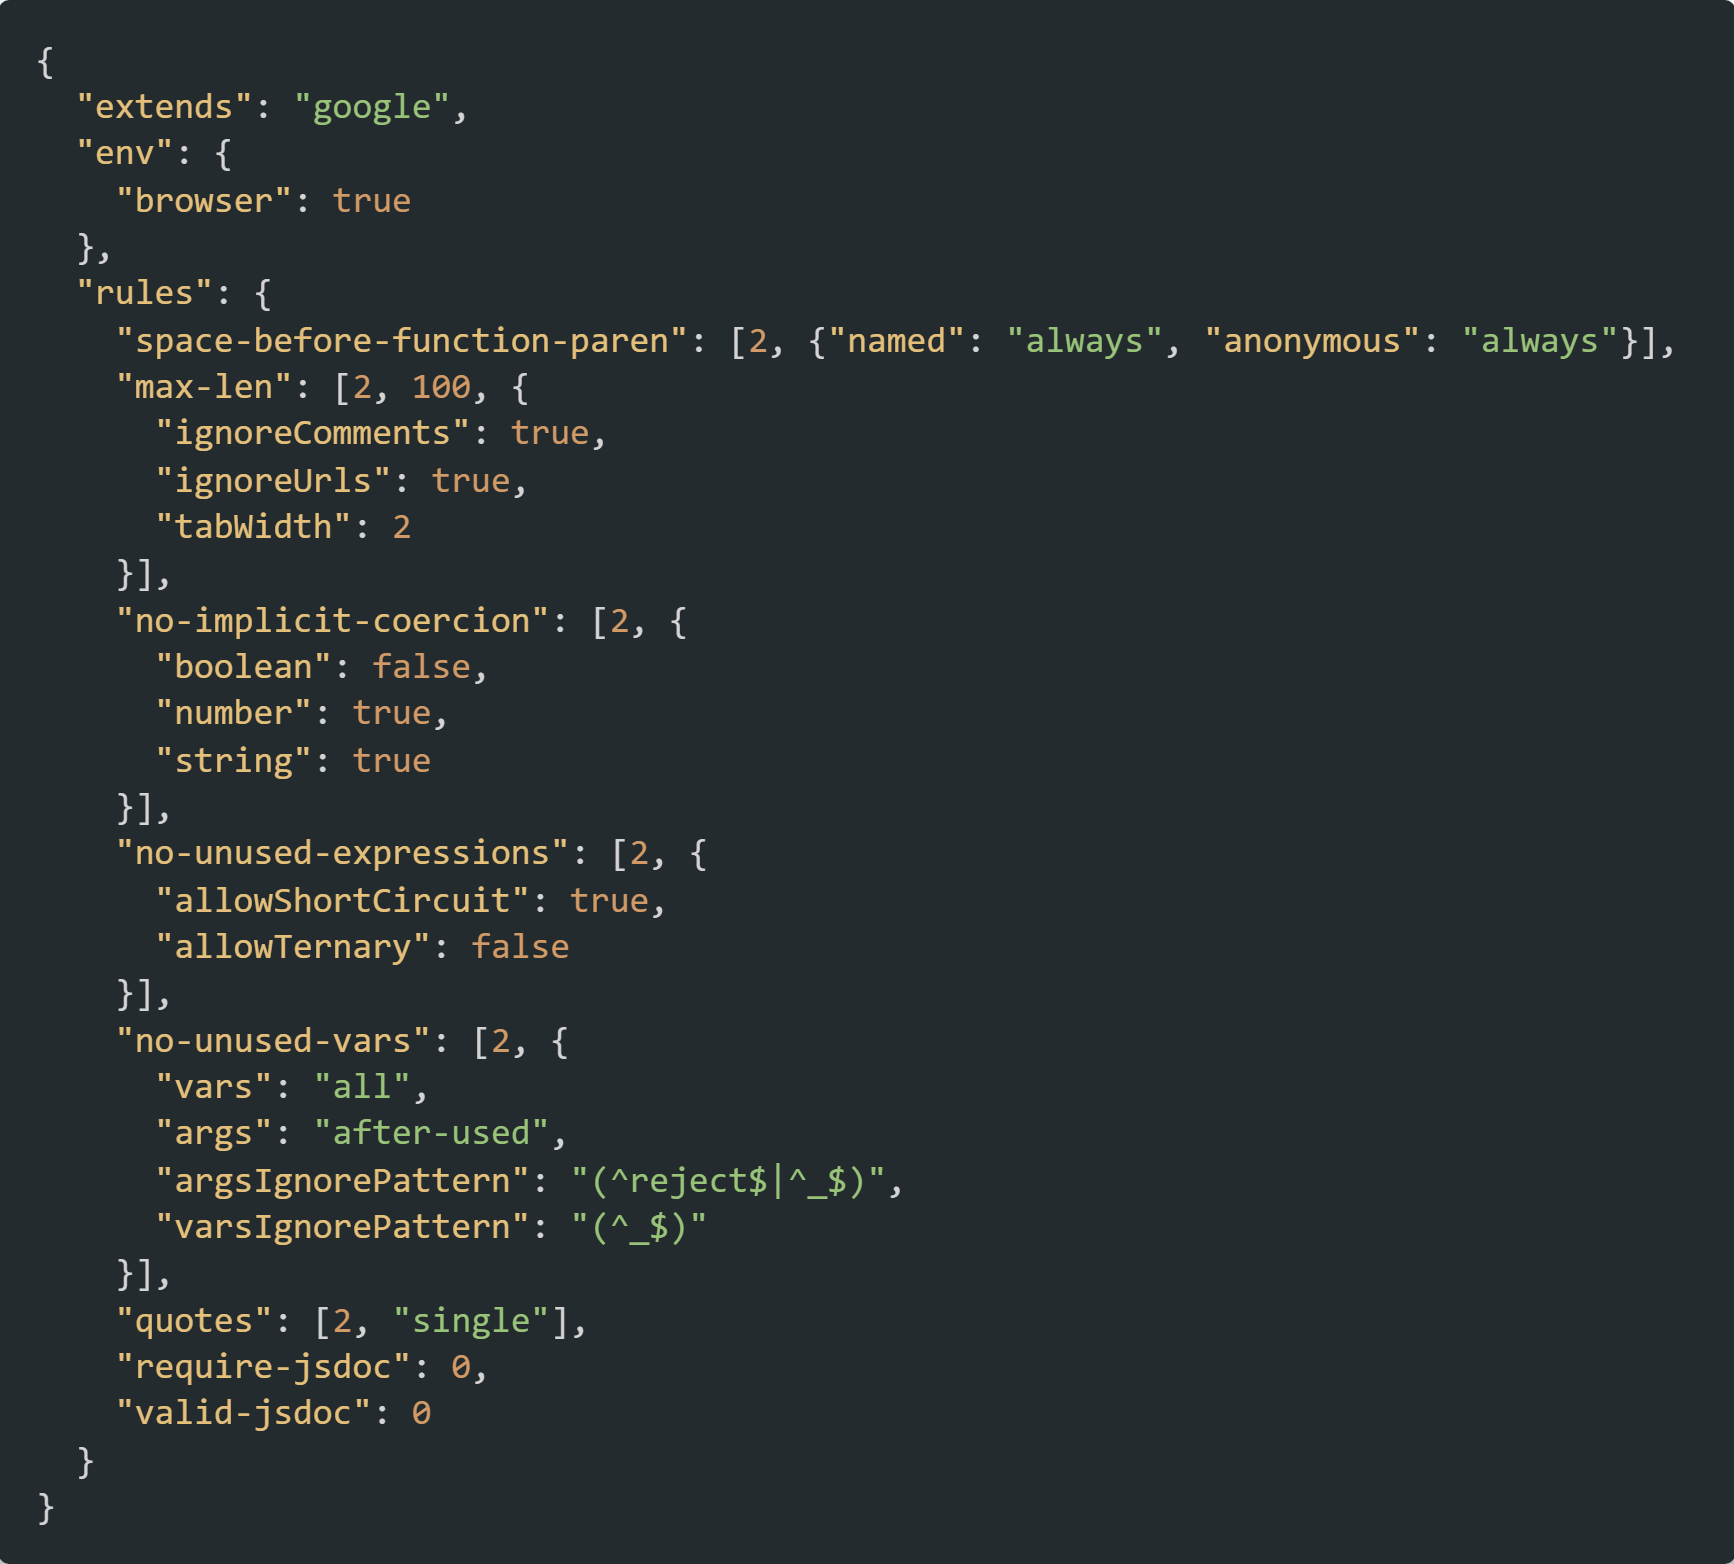 {
  "extends": "google",
  "env": {
    "browser": true
  },
  "rules": {
    "space-before-function-paren": [2, {"named": "always", "anonymous": "always"}],
    "max-len": [2, 100, {
      "ignoreComments": true,
      "ignoreUrls": true,
      "tabWidth": 2
    }],
    "no-implicit-coercion": [2, {
      "boolean": false,
      "number": true,
      "string": true
    }],
    "no-unused-expressions": [2, {
      "allowShortCircuit": true,
      "allowTernary": false
    }],
    "no-unused-vars": [2, {
      "vars": "all",
      "args": "after-used",
      "argsIgnorePattern": "(^reject$|^_$)",
      "varsIgnorePattern": "(^_$)"
    }],
    "quotes": [2, "single"],
    "require-jsdoc": 0,
    "valid-jsdoc": 0
  }
}